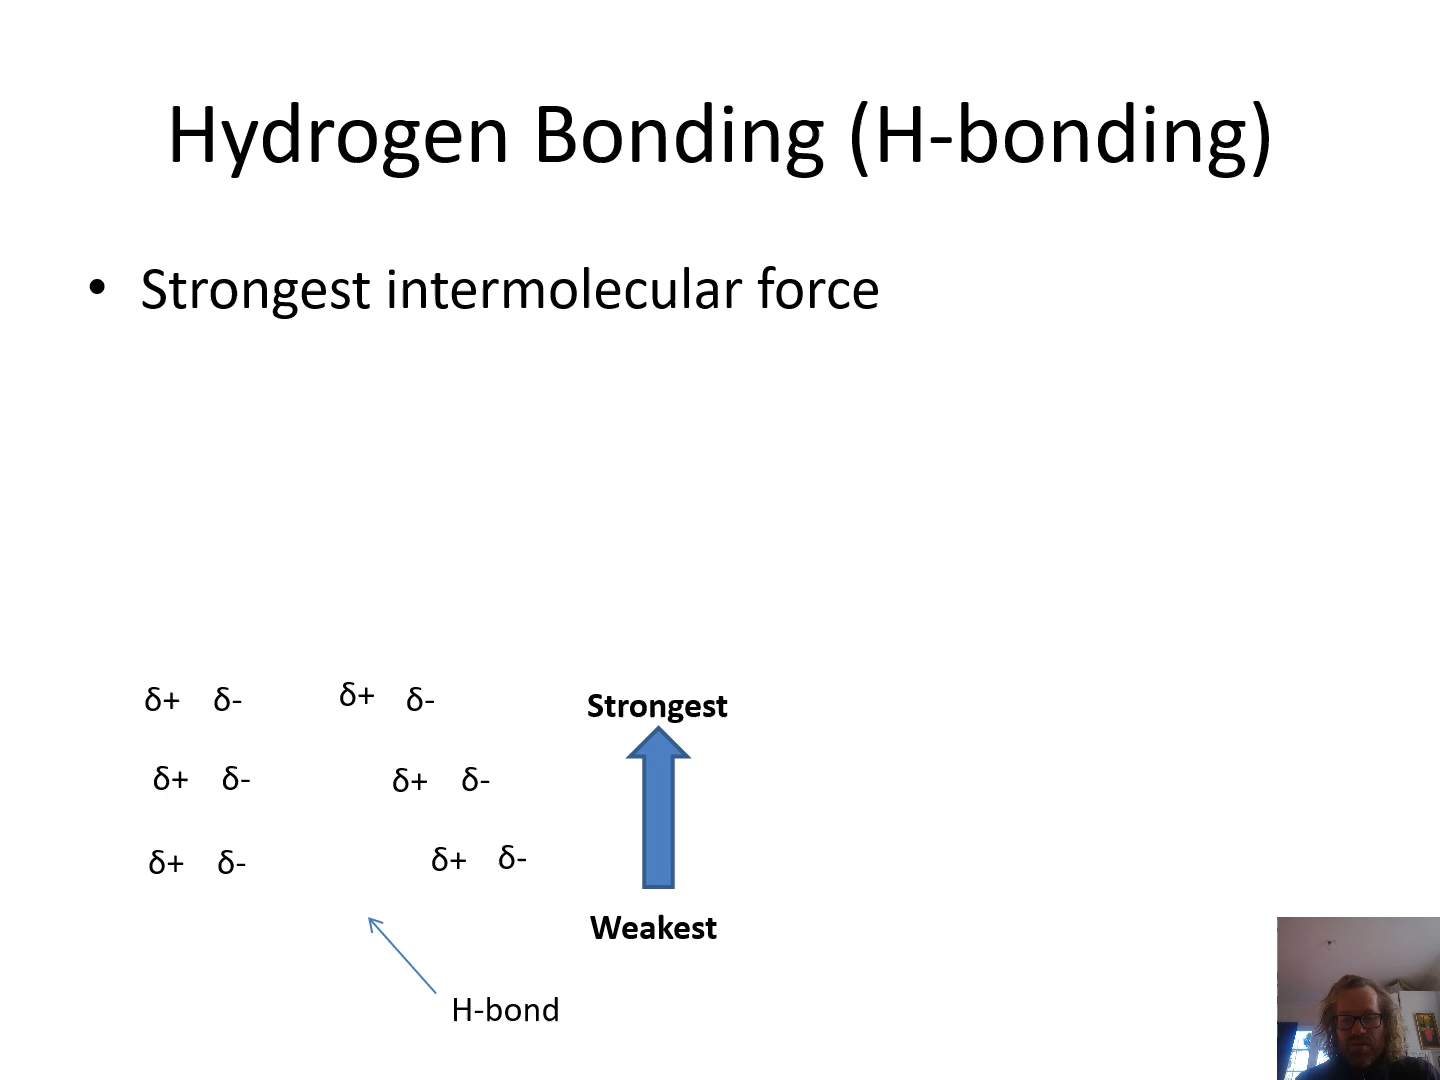 Hydrogen Bonding (H-bonding)
• Strongest intermolecular force
δ+ δ- δ+ δ- Strongest
δ+ δ- δ+ δ-
δ+ δ- δ+ δ-
Weakest
H-bond